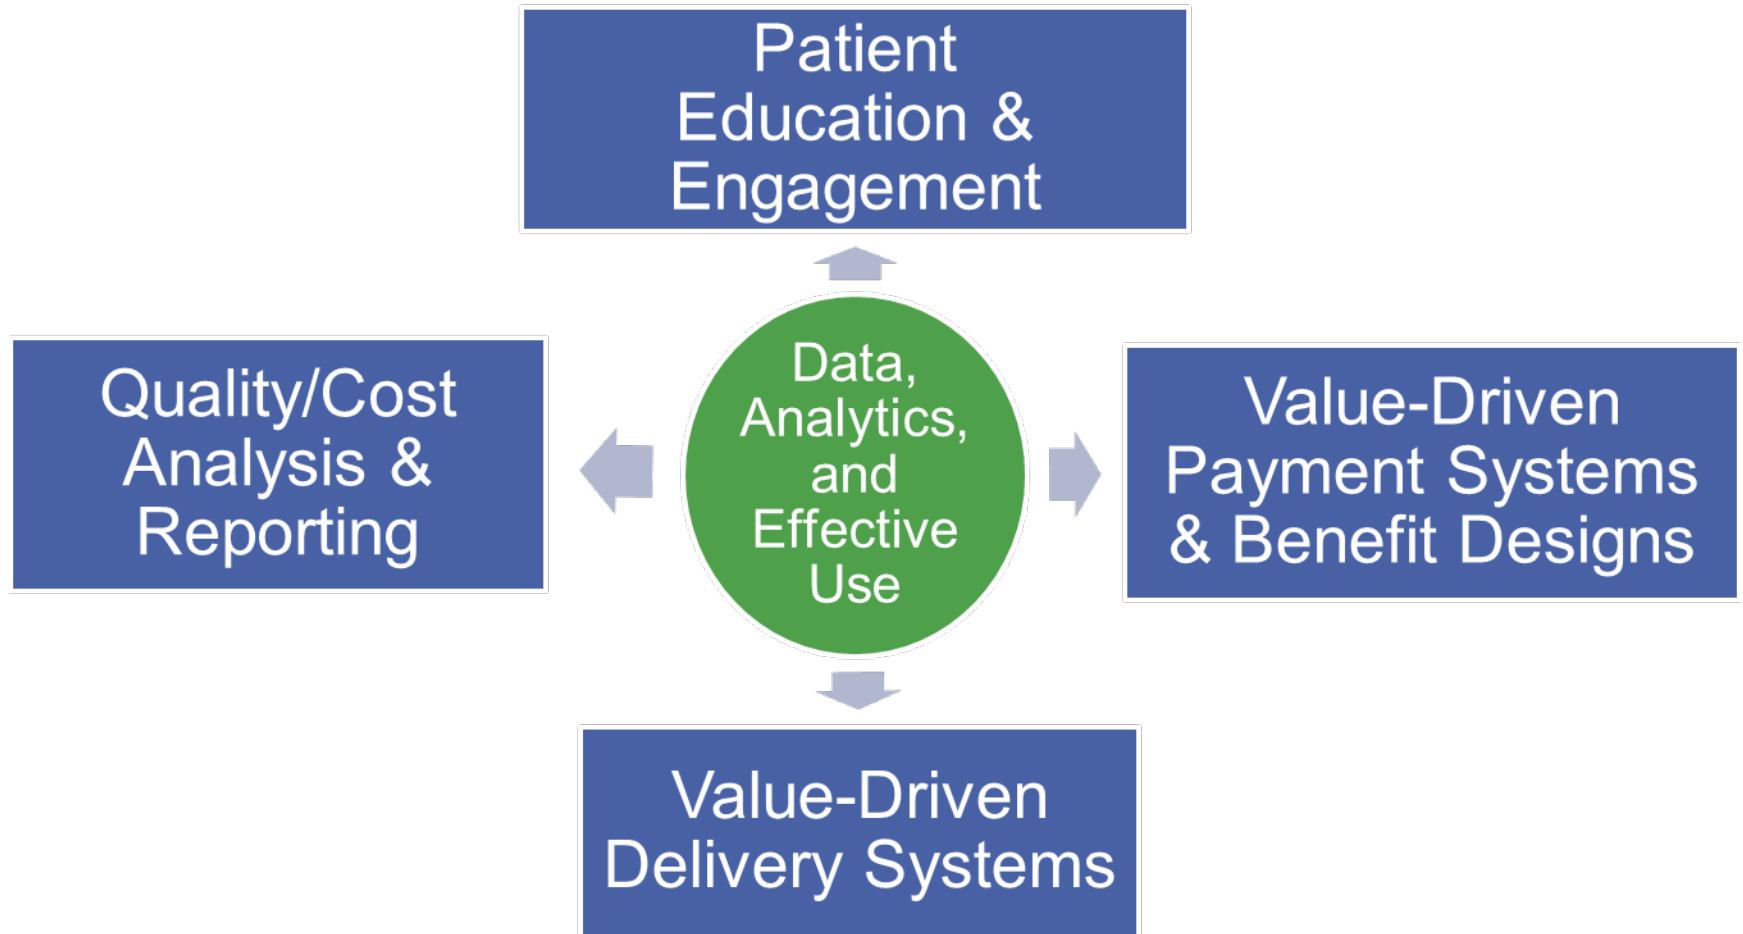 Patient
Education &
Engagement
Quality/Cost
Analysis &
Reporting
Data,
Analytics,
and
Effective
Use
Value-Driven
Payment Systems
& Benefit Designs
Value-Driven
Delivery Systems